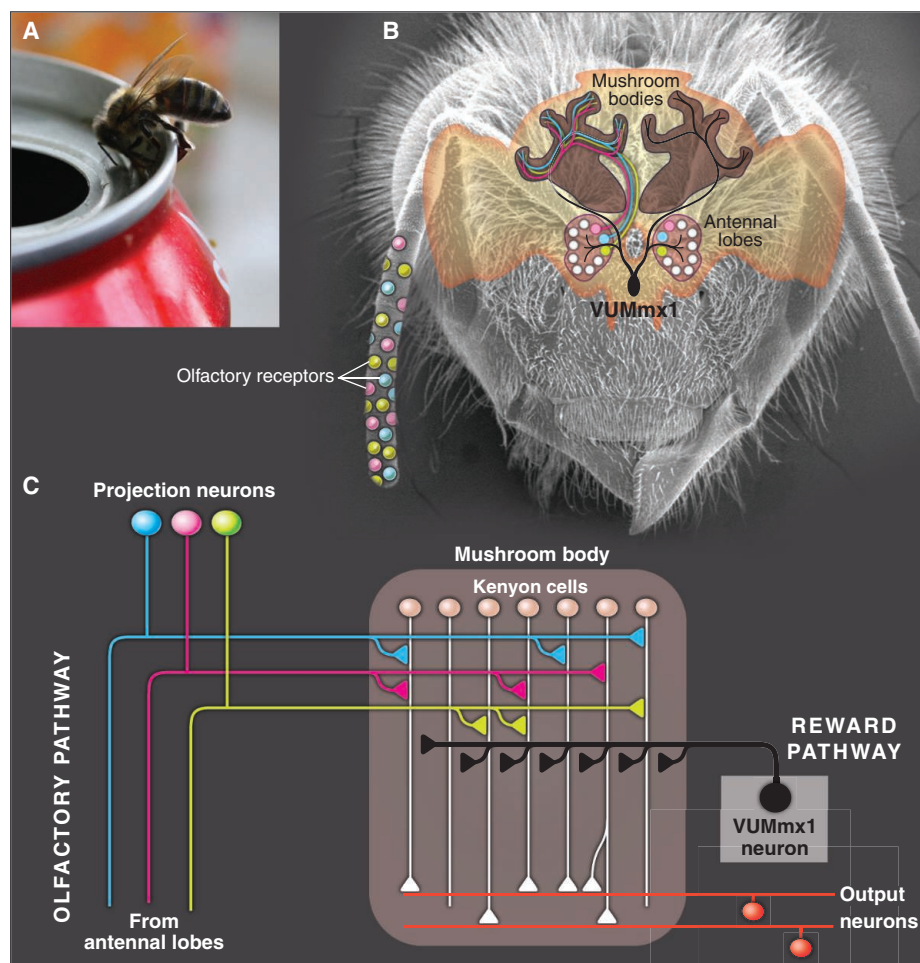 A
B
Mushroom
bodies
Antennal
lobes
VUMmx1
Olfactory receptors
C
Projection neurons
Mushroom body
Kenyon cells
OLFACTORY PATHWAY
REWARD
PATHWAY
VUMmx1
neuron
From
antennal lobes
Output
neurons